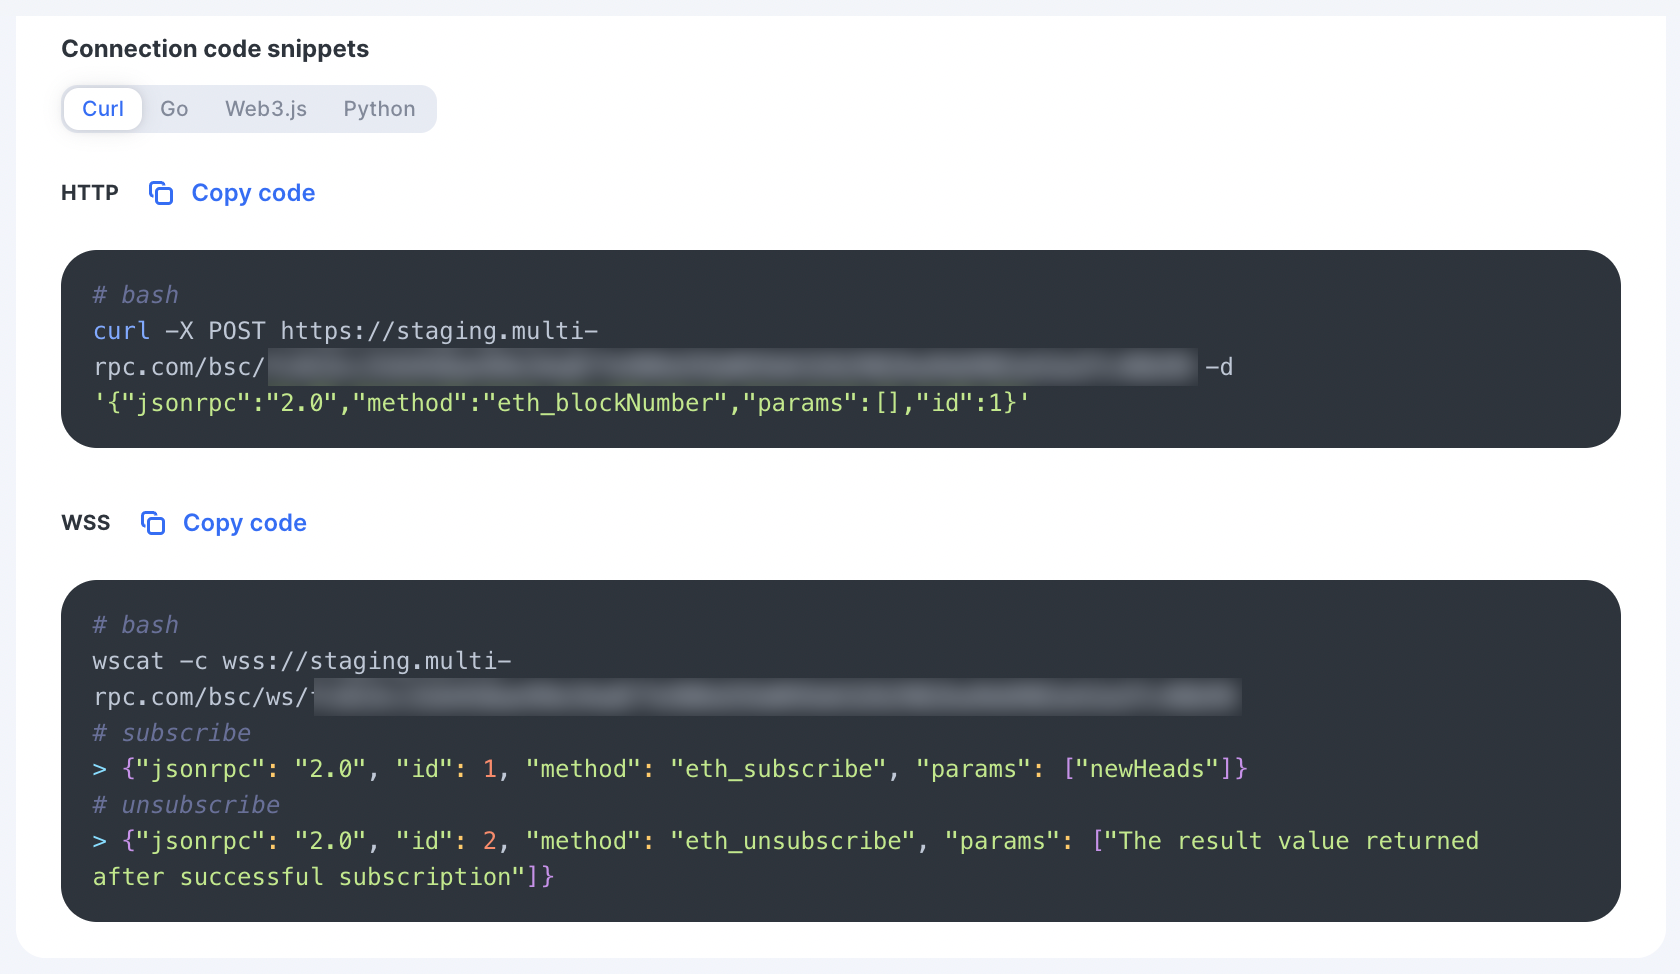 Connection code snippets
Curl Go Web3.js Python
HTTP Copy code
# bash
curl -X POST https://staging.multi-
rpc.com/bsc/ -d
'{"jsonrpc":"2.0","method":"eth_blockNumber","params":[],"id":1}'
WSS Copy code
# bash
wscat -c wss://staging.multi-
rpc.com/bsc/ws/
# subscribe
> {"jsonrpc": "2.0", "id": 1, "method": "eth_subscribe", "params": ["newHeads"]}
# unsubscribe
> {"jsonrpc": "2.0", "id": 2, "method": "eth_unsubscribe", "params": ["The result value returned
after successful subscription"]}